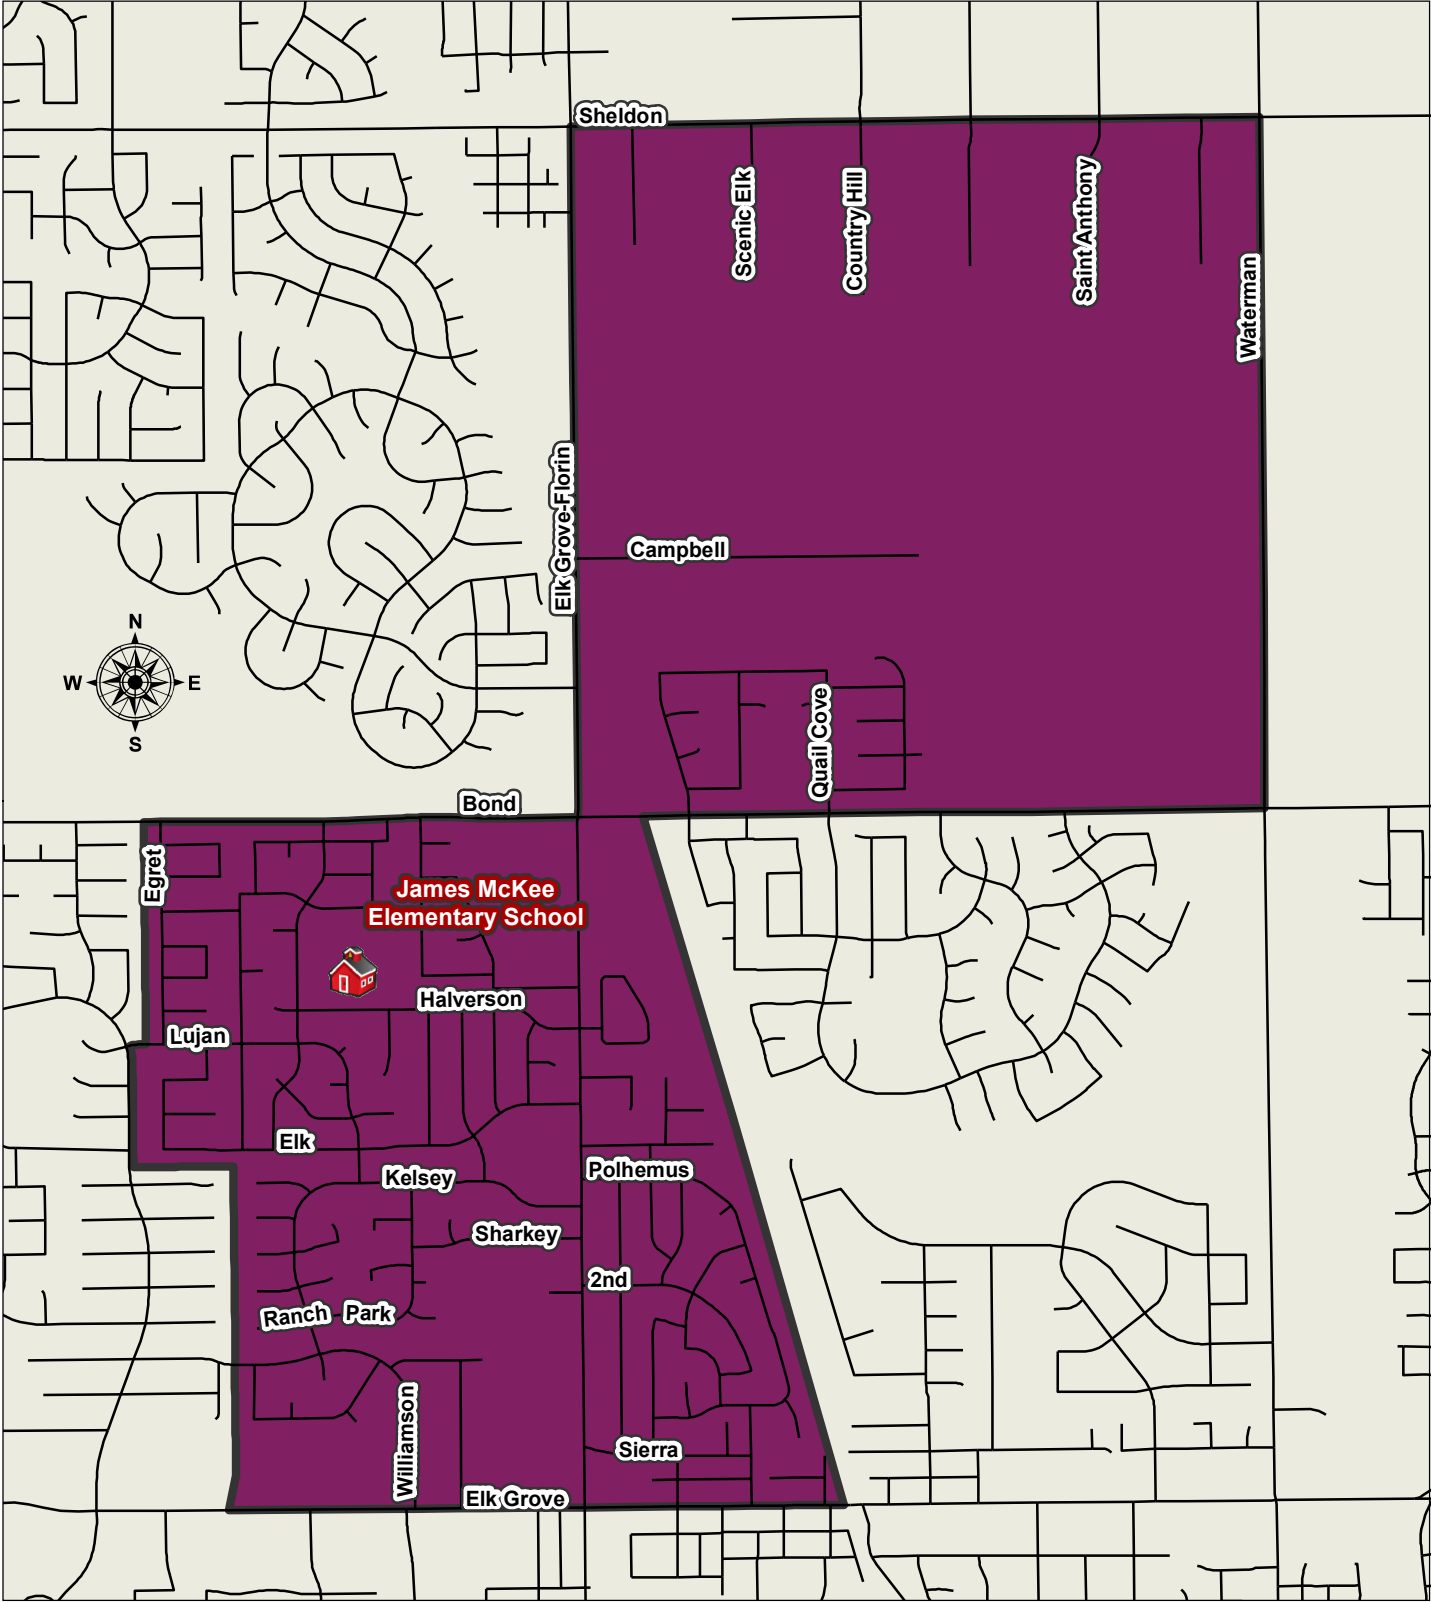 Sheldon
Scenic Elk
Country Hill
Saint Anthony
Waterman
Elk Grove-Florin
Campbell
N
W
E
S
Quail Cove
Bond
Egret
James McKee
Elementary School
Halverson
Lujan
Elk
Kelsey
Polhemus
Sharkey
2nd
Ranch Park
Williamson
Sierra
Elk Grove